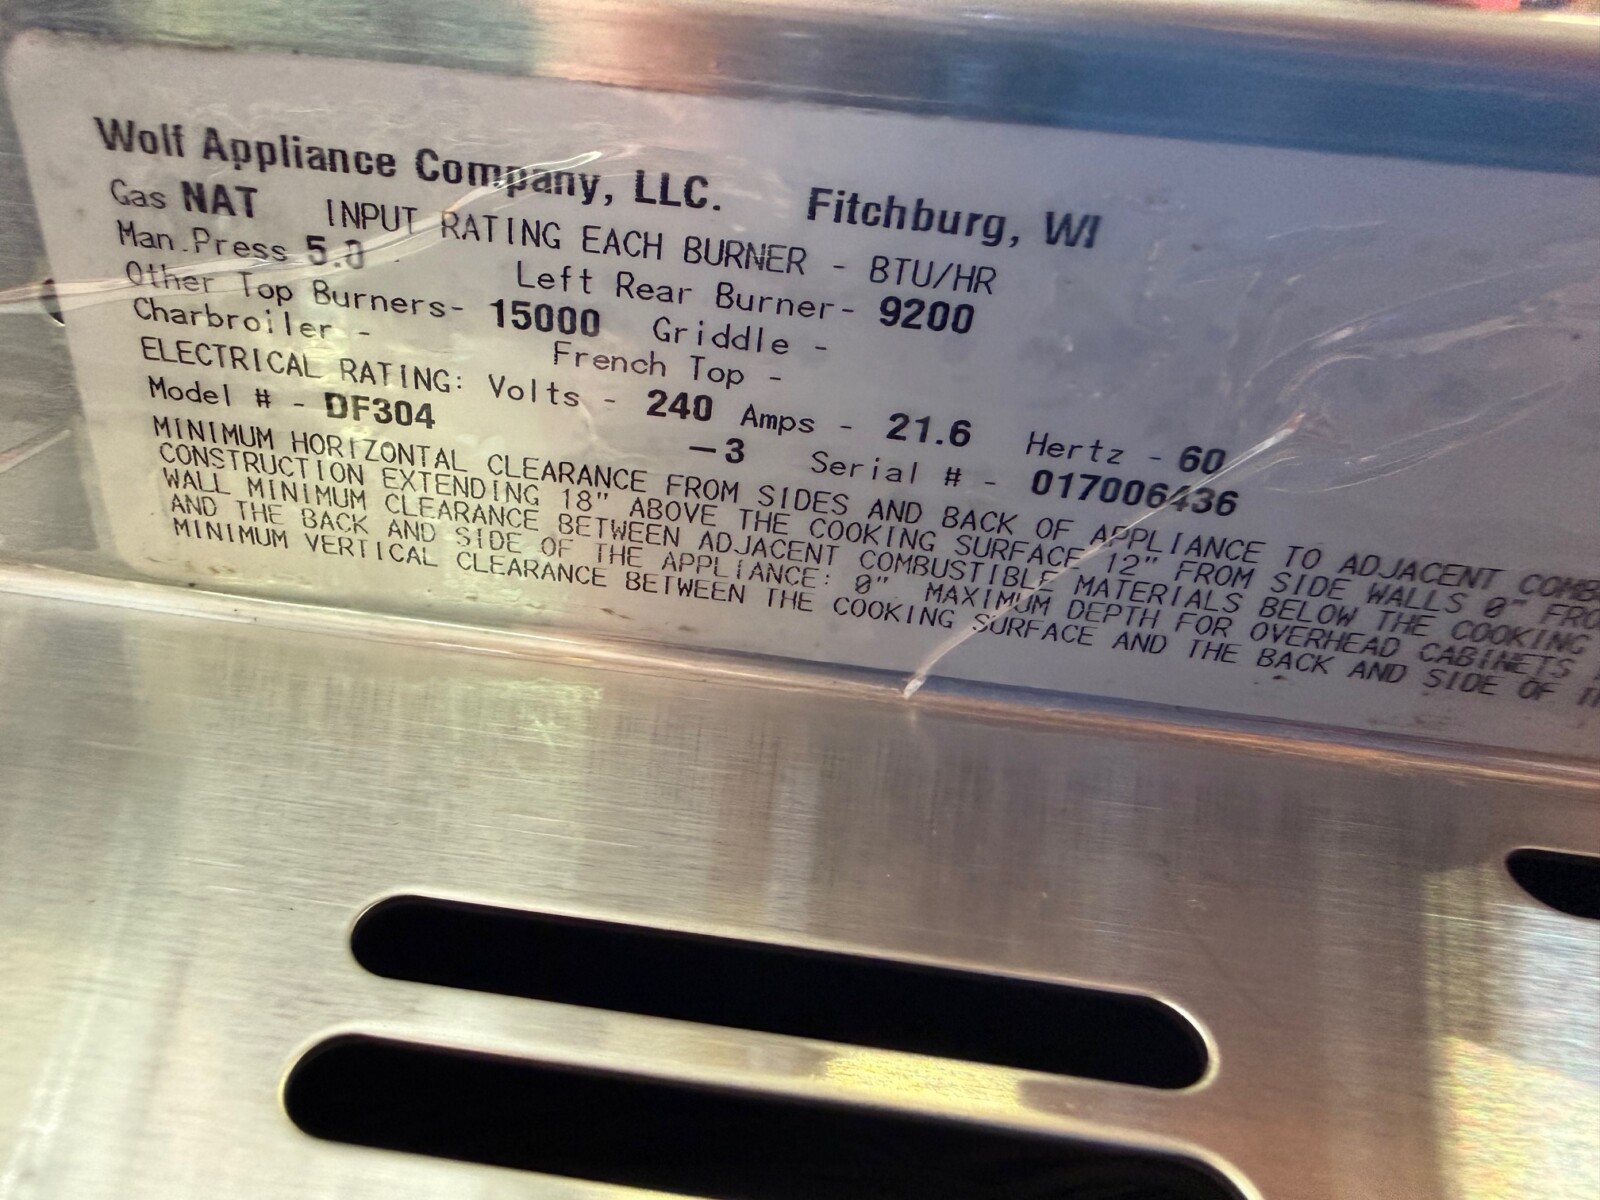 Wolf Appliance Company, LLC. Fitchburg, WI
Gas NAT INPUT RATING EACH BURNER - BTU/HR
Man.Press 5.0 Left Rear Burner- 9200
Other Top Burners- 15000 Griddle -
Charbroiler - French Top -
ELECTRICAL RATING: Volts - 240 Amps - 21.6 Hertz - 60
Model # - DF304 -3 Serial # - 017006436
MINIMUM HORIZONTAL CLEARANCE FROM SIDES AND BACK OF APPLIANCE TO ADJACENT
CONSTRUCTION EXTENDING 18" ABOVE THE COOKING SURFACE 12" FROM SIDE WALLS 0"
WALL MINIMUM CLEARANCE BETWEEN ADJACENT COMBUSTIBLE MATERIALS BELOW THE COOKING
AND THE BACK AND SIDE OF THE APPLIANCE: 0" MAXIMUM DEPTH FOR OVERHEAD CABINETS
MINIMUM VERTICAL CLEARANCE BETWEEN THE COOKING SURFACE AND THE BACK AND SIDE OF